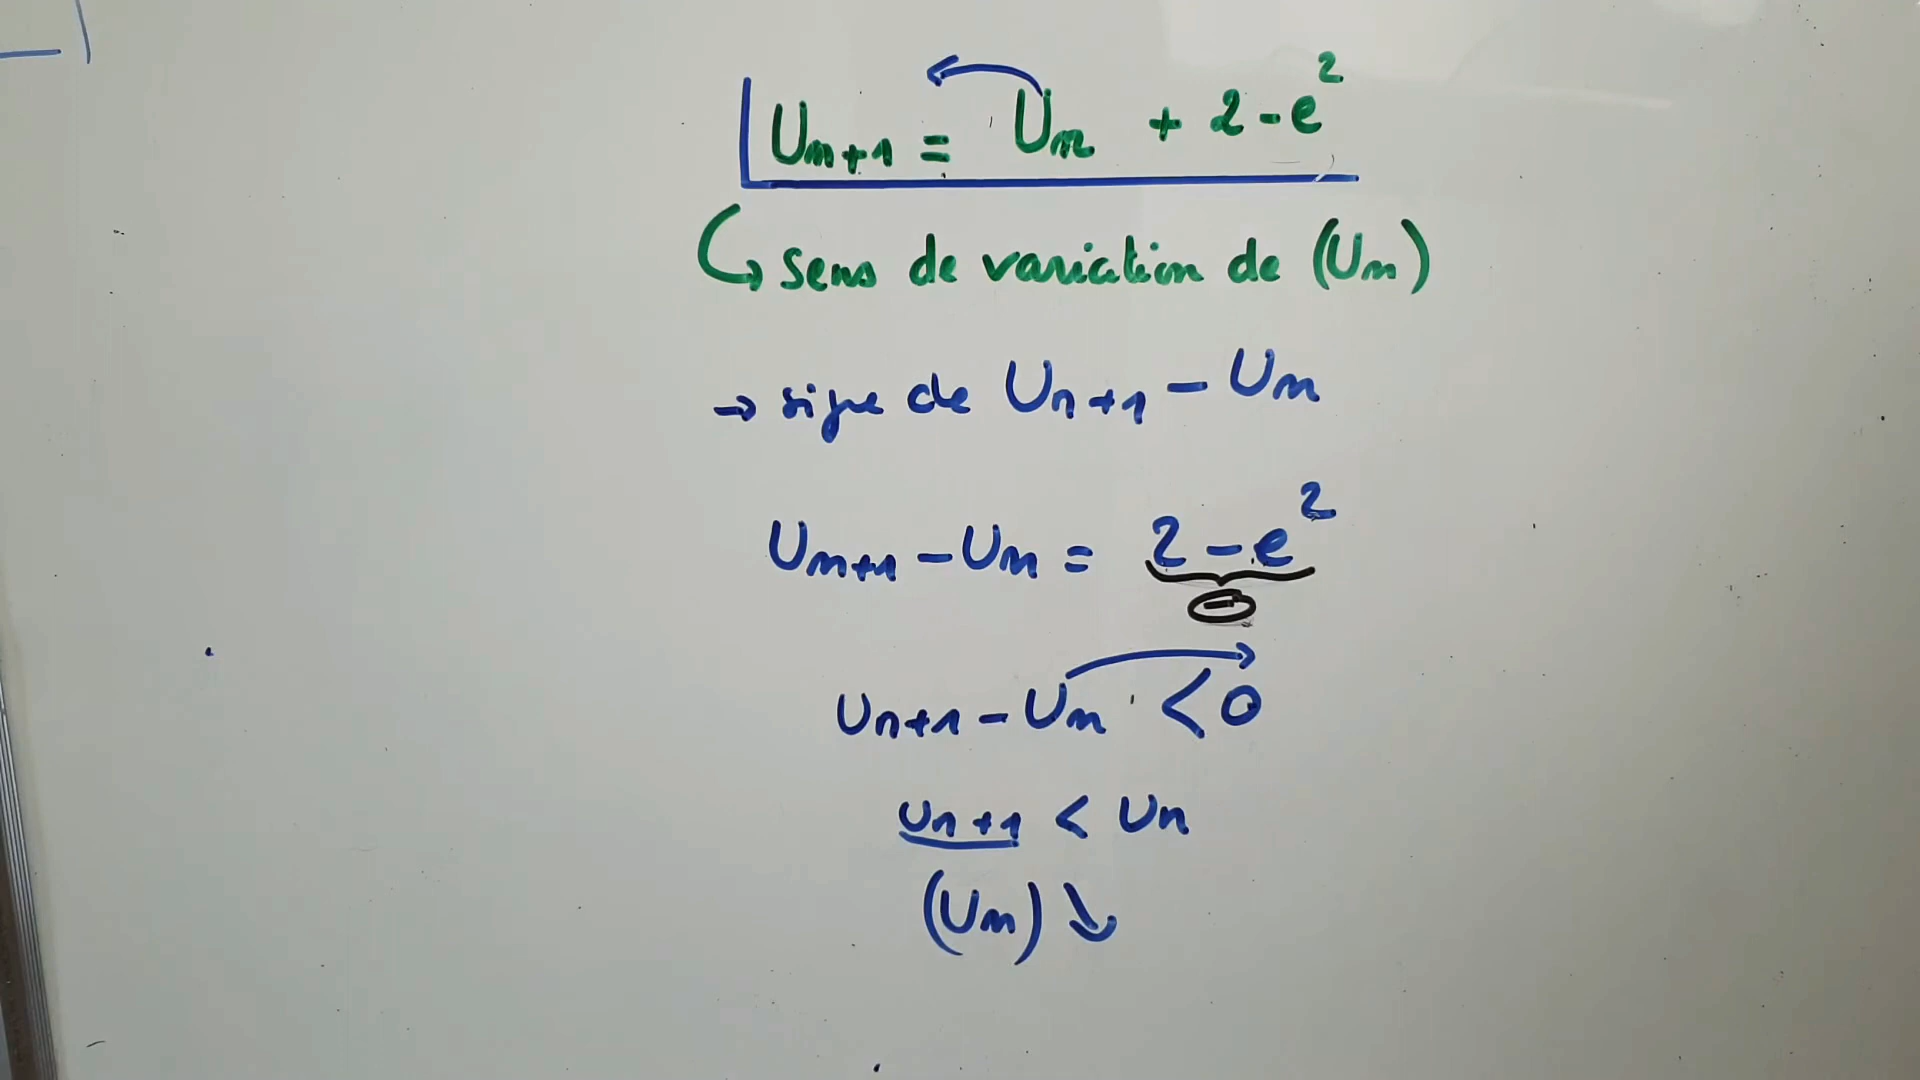 Un+1 = Un + 2 - e²
↳ sens de variation de (Un)
→ signe de Un+1 - Un
Un+1 - Un = 2 - e²
⊖
Un+1 - Un < 0
Un+1 < Un
(Un) ↘